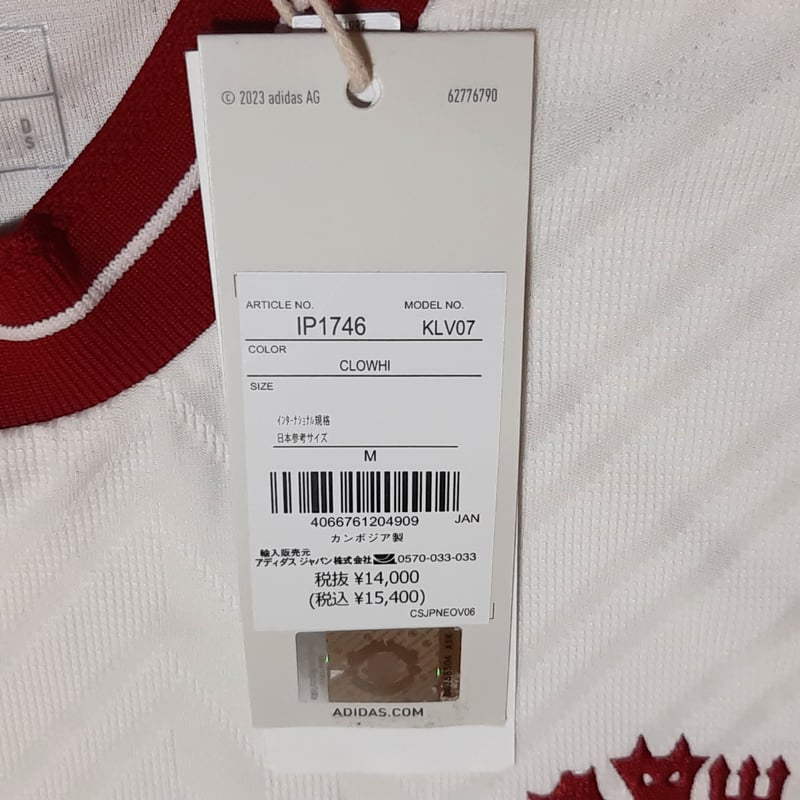 © 2023 adidas AG 62776790
ARTICLE NO. MODEL NO.
IP1746 KLV07
COLOR
CLOWHI
SIZE
インターナショナル規格
日本参考サイズ
M
4066761204909 JAN
カンボジア製
輸入販売元
アディダス ジャパン株式会社 0570-033-033
税抜 ¥14,000
(税込 ¥15,400)
CSJPNEOV06
ADIDAS.COM
D
S